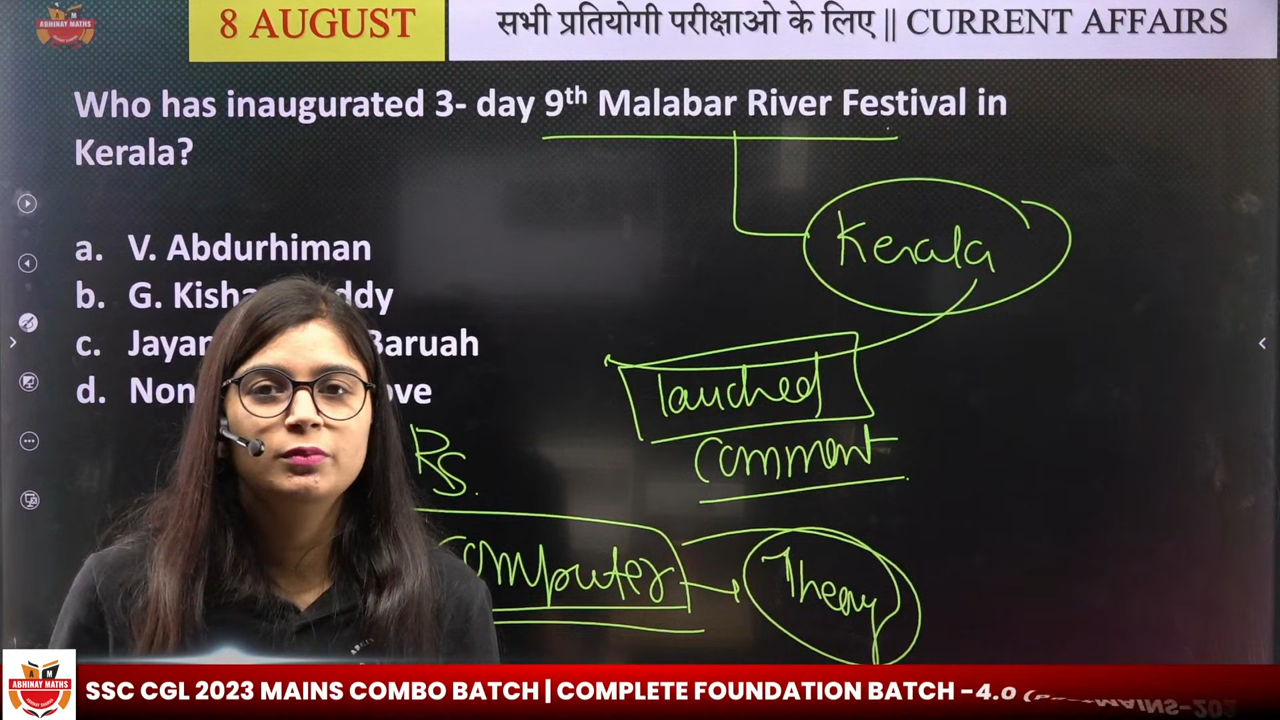 8 AUGUST
सभी प्रतियोगी परीक्षाओ के लिए || CURRENT AFFAIRS
Who has inaugurated 3- day 9th Malabar River Festival in
Kerala?
a. V. Abdurhiman
b. G. Kisha ddy
c. Jayan Baruah
d. Non ove
Kerala
lauched
comment
RS.
computer
Theory
A M
ABHINAY MATHS
SSC CGL 2023 MAINS COMBO BATCH | COMPLETE FOUNDATION BATCH -4.0